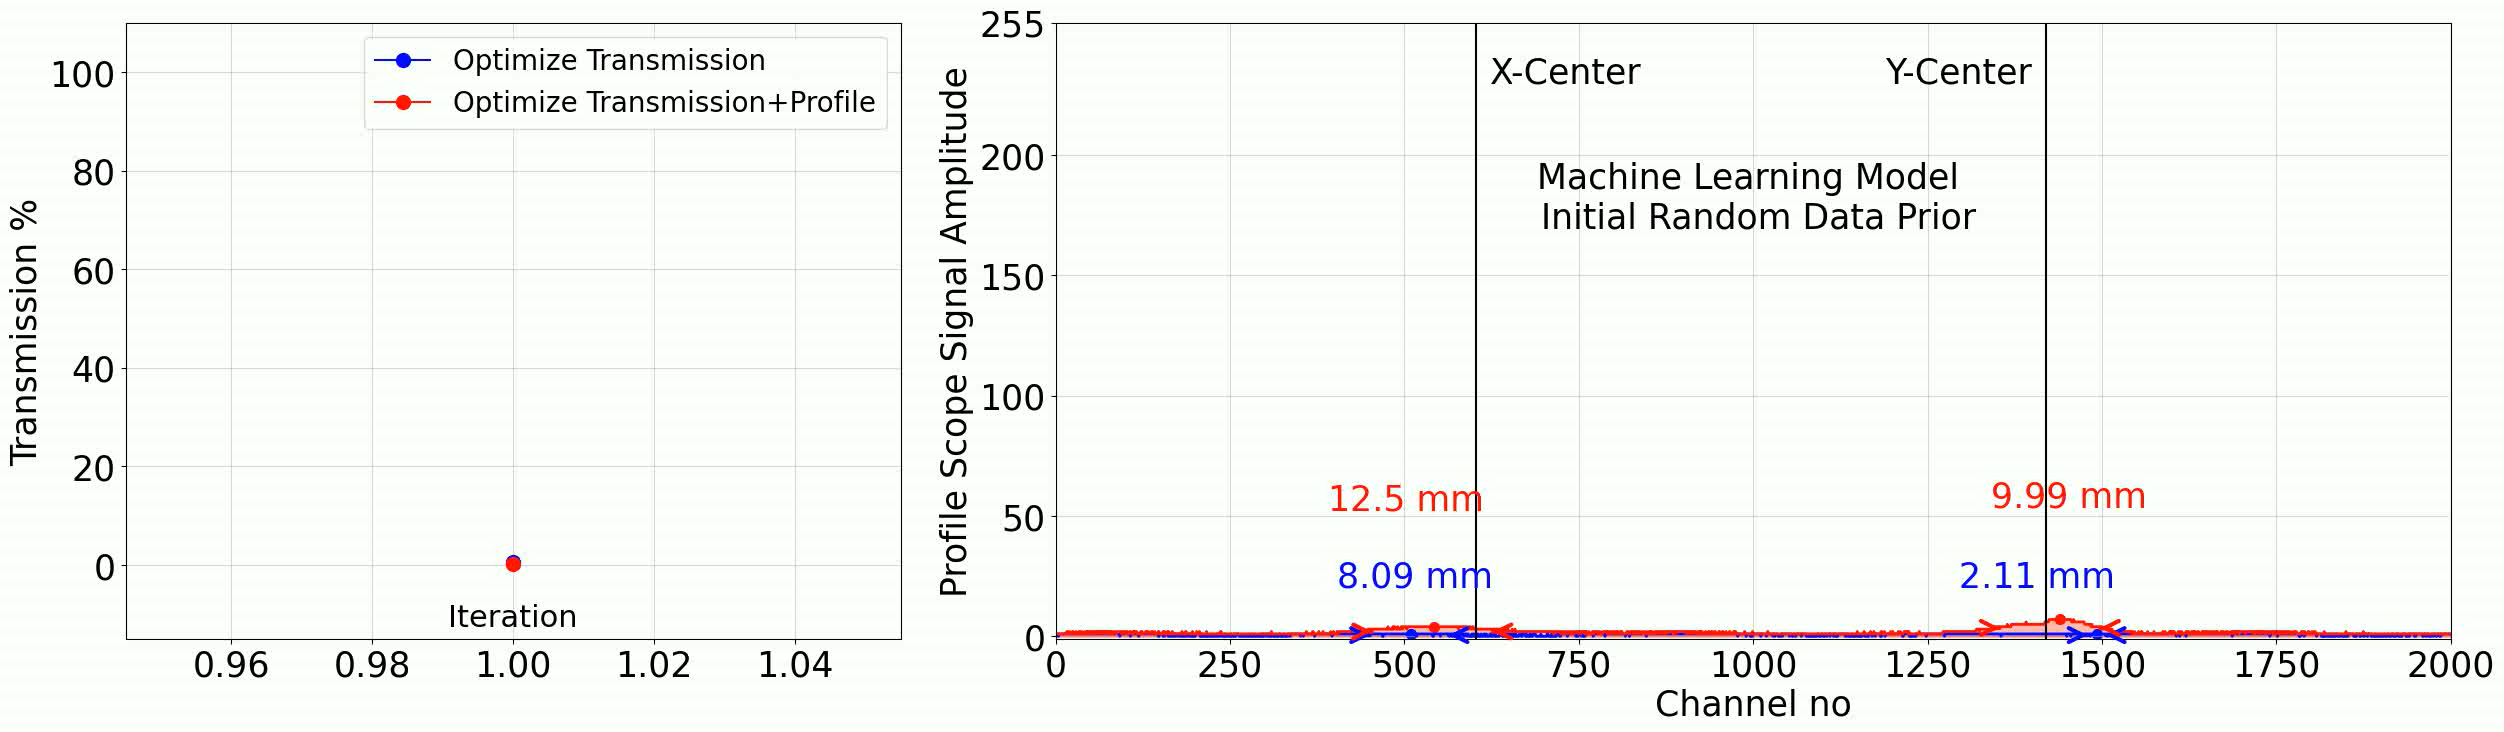 Transmission %
100
80
60
40
20
0
0.96
0.98
1.00
1.02
1.04
Iteration
Optimize Transmission
Optimize Transmission+Profile
Profile Scope Signal Amplitude
255
200
150
100
50
0
0
250
500
750
1000
1250
1500
1750
2000
Channel no
X-Center
Y-Center
Machine Learning Model
Initial Random Data Prior
12.5 mm
9.99 mm
8.09 mm
2.11 mm